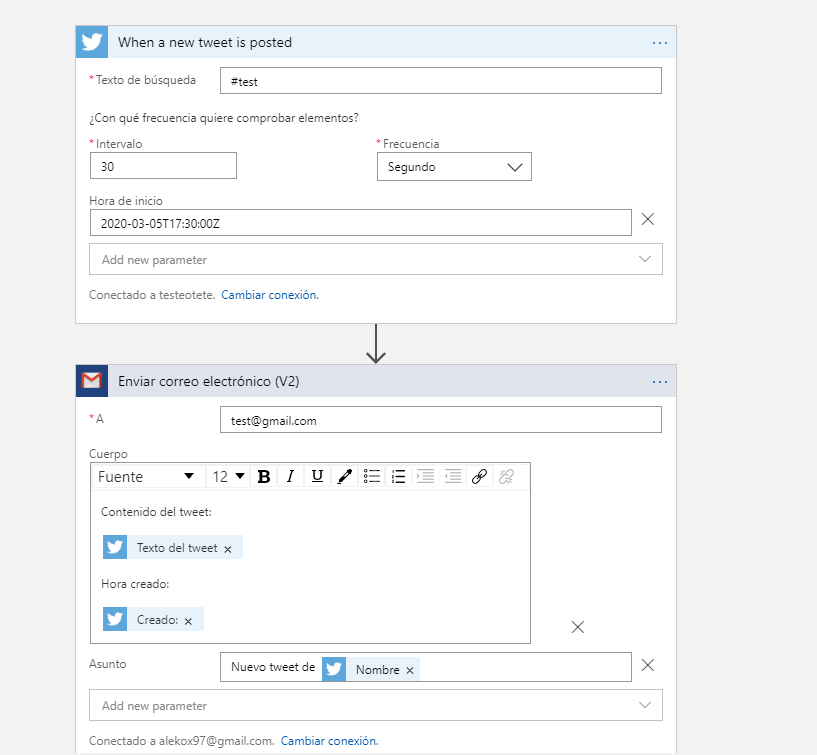 When a new tweet is posted
...
* Texto de búsqueda #test
¿Con qué frecuencia quiere comprobar elementos?
* Intervalo * Frecuencia
30 Segundo
Hora de inicio
2020-03-05T17:30:00Z
Add new parameter
Conectado a testeotete. Cambiar conexión.
Enviar correo electrónico (V2)
...
* A test@gmail.com
Cuerpo
Fuente 12 B I U
Contenido del tweet:
Texto del tweet ×
Hora creado:
Creado: ×
Asunto Nuevo tweet de Nombre ×
Add new parameter
Conectado a alekox97@gmail.com. Cambiar conexión.